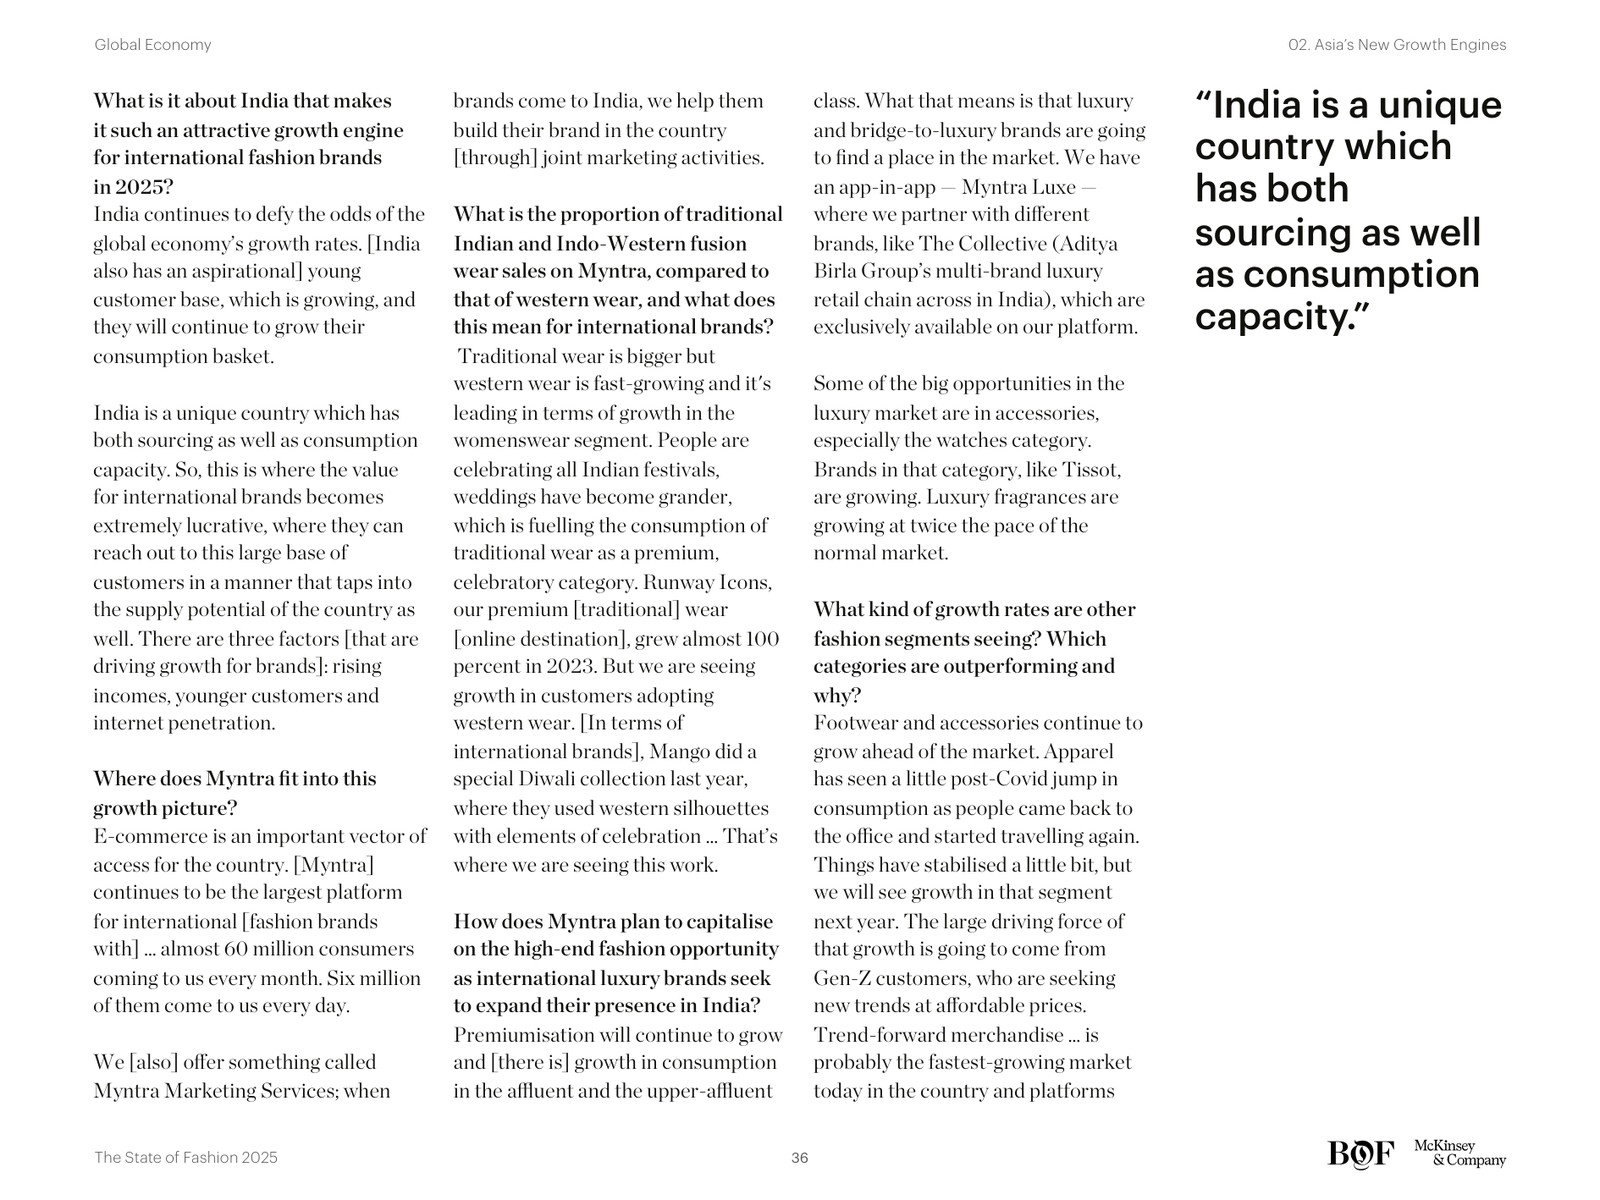 Global Economy
02. Asia’s New Growth Engines
What is it about India that makes
it such an attractive growth engine
for international fashion brands
in 2025?
India continues to defy the odds of the
global economy’s growth rates. [India
also has an aspirational] young
customer base, which is growing, and
they will continue to grow their
consumption basket.
India is a unique country which has
both sourcing as well as consumption
capacity. So, this is where the value
for international brands becomes
extremely lucrative, where they can
reach out to this large base of
customers in a manner that taps into
the supply potential of the country as
well. There are three factors [that are
driving growth for brands]: rising
incomes, younger customers and
internet penetration.
Where does Myntra fit into this
growth picture?
E-commerce is an important vector of
access for the country. [Myntra]
continues to be the largest platform
for international [fashion brands
with] ... almost 60 million consumers
coming to us every month. Six million
of them come to us every day.
We [also] offer something called
Myntra Marketing Services; when
brands come to India, we help them
build their brand in the country
[through] joint marketing activities.
What is the proportion of traditional
Indian and Indo-Western fusion
wear sales on Myntra, compared to
that of western wear, and what does
this mean for international brands?
Traditional wear is bigger but
western wear is fast-growing and it's
leading in terms of growth in the
womenswear segment. People are
celebrating all Indian festivals,
weddings have become grander,
which is fuelling the consumption of
traditional wear as a premium,
celebratory category. Runway Icons,
our premium [traditional] wear
[online destination], grew almost 100
percent in 2023. But we are seeing
growth in customers adopting
western wear. [In terms of
international brands], Mango did a
special Diwali collection last year,
where they used western silhouettes
with elements of celebration ... That’s
where we are seeing this work.
How does Myntra plan to capitalise
on the high-end fashion opportunity
as international luxury brands seek
to expand their presence in India?
Premiumisation will continue to grow
and [there is] growth in consumption
in the affluent and the upper-affluent
class. What that means is that luxury
and bridge-to-luxury brands are going
to find a place in the market. We have
an app-in-app — Myntra Luxe —
where we partner with different
brands, like The Collective (Aditya
Birla Group’s multi-brand luxury
retail chain across in India), which are
exclusively available on our platform.
Some of the big opportunities in the
luxury market are in accessories,
especially the watches category.
Brands in that category, like Tissot,
are growing. Luxury fragrances are
growing at twice the pace of the
normal market.
What kind of growth rates are other
fashion segments seeing? Which
categories are outperforming and
why?
Footwear and accessories continue to
grow ahead of the market. Apparel
has seen a little post-Covid jump in
consumption as people came back to
the office and started travelling again.
Things have stabilised a little bit, but
we will see growth in that segment
next year. The large driving force of
that growth is going to come from
Gen-Z customers, who are seeking
new trends at affordable prices.
Trend-forward merchandise ... is
probably the fastest-growing market
today in the country and platforms
“India is a unique
country which
has both
sourcing as well
as consumption
capacity.”
The State of Fashion 2025
36
BOF
McKinsey
& Company